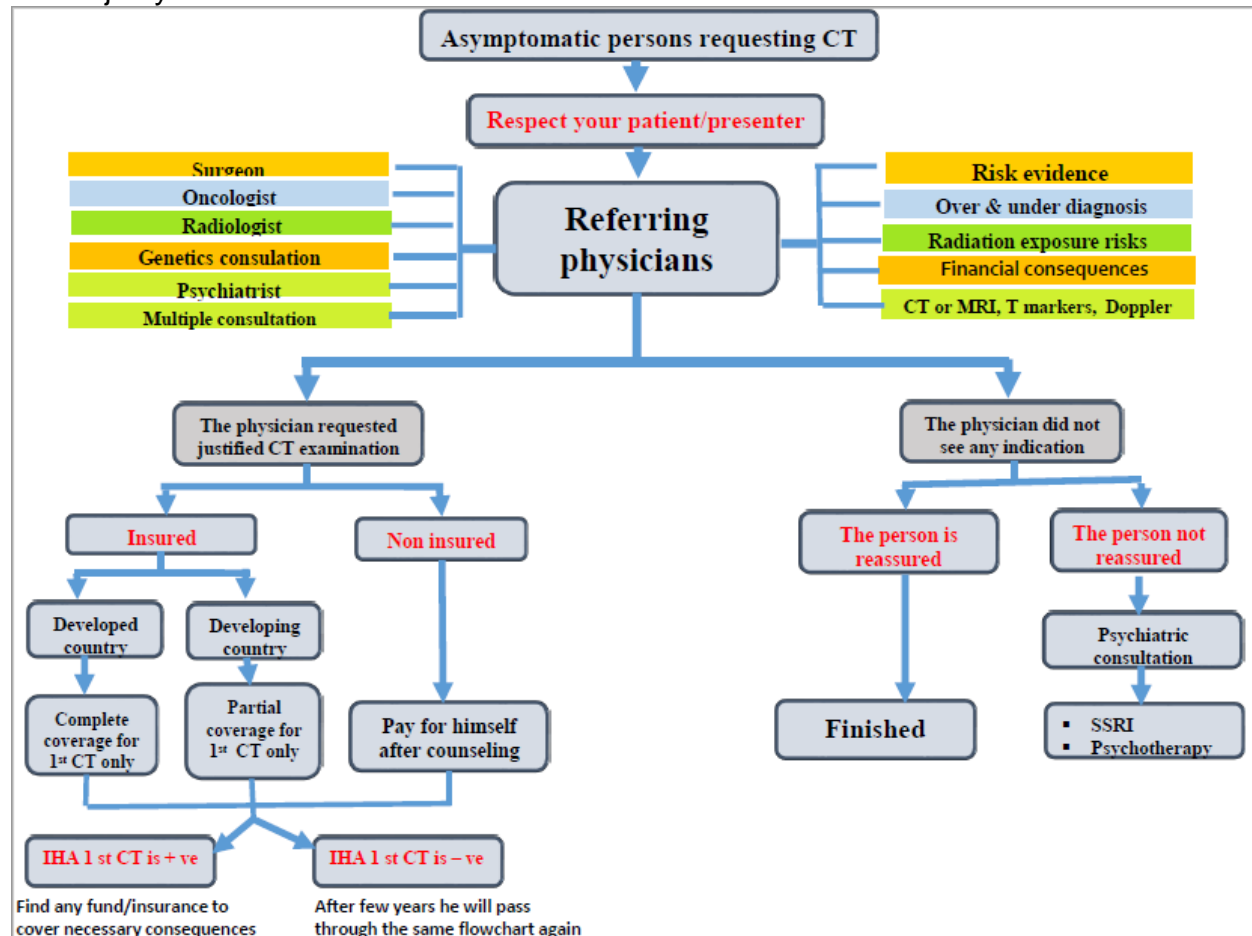 Asymptomatic persons requesting CT
Respect your patient/presenter
Surgeon
Oncologist
Radiologist
Genetics consulation
Psychiatrist
Multiple consultation
Referring
physicians
Risk evidence
Over & under diagnosis
Radiation exposure risks
Financial consequences
CT or MRI, T markers, Doppler
The physician requested
justified CT examination
The physician did not
see any indication
Insured
Non insured
The person is
reassured
The person not
reassured
Developed
country
Developing
country
Psychiatric
consultation
Complete
coverage for
1st CT only
Partial
coverage for
1st CT only
Pay for himself
after counseling
Finished
▪ SSRI
▪ Psychotherapy
IHA 1 st CT is + ve
IHA 1 st CT is – ve
Find any fund/insurance to
cover necessary consequences
After few years he will pass
through the same flowchart again